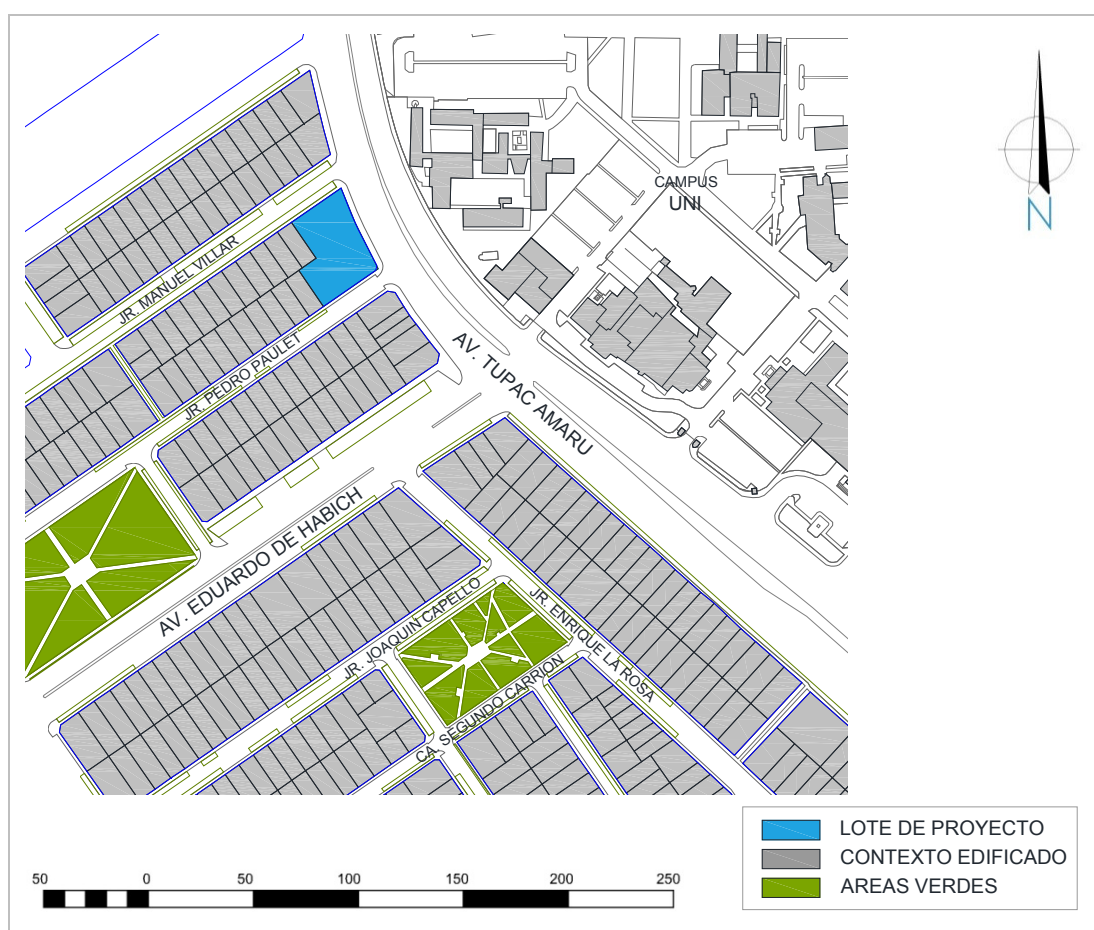 CAMPUS
UNI
N
JR. MANUEL VILLAR
JR. PEDRO PAULET
AV. TUPAC AMARU
AV. EDUARDO DE HABICH
JR. JOAQUIN CAPELLO
JR. ENRIQUE LA ROSA
CA. SEGUNDO CARRION
LOTE DE PROYECTO
CONTEXTO EDIFICADO
AREAS VERDES
50 0 50 100 150 200 250